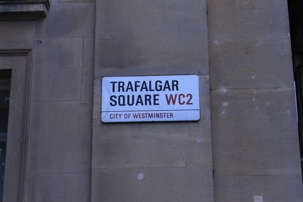 TRAFALGAR
SQUARE WC2
CITY OF WESTMINSTER